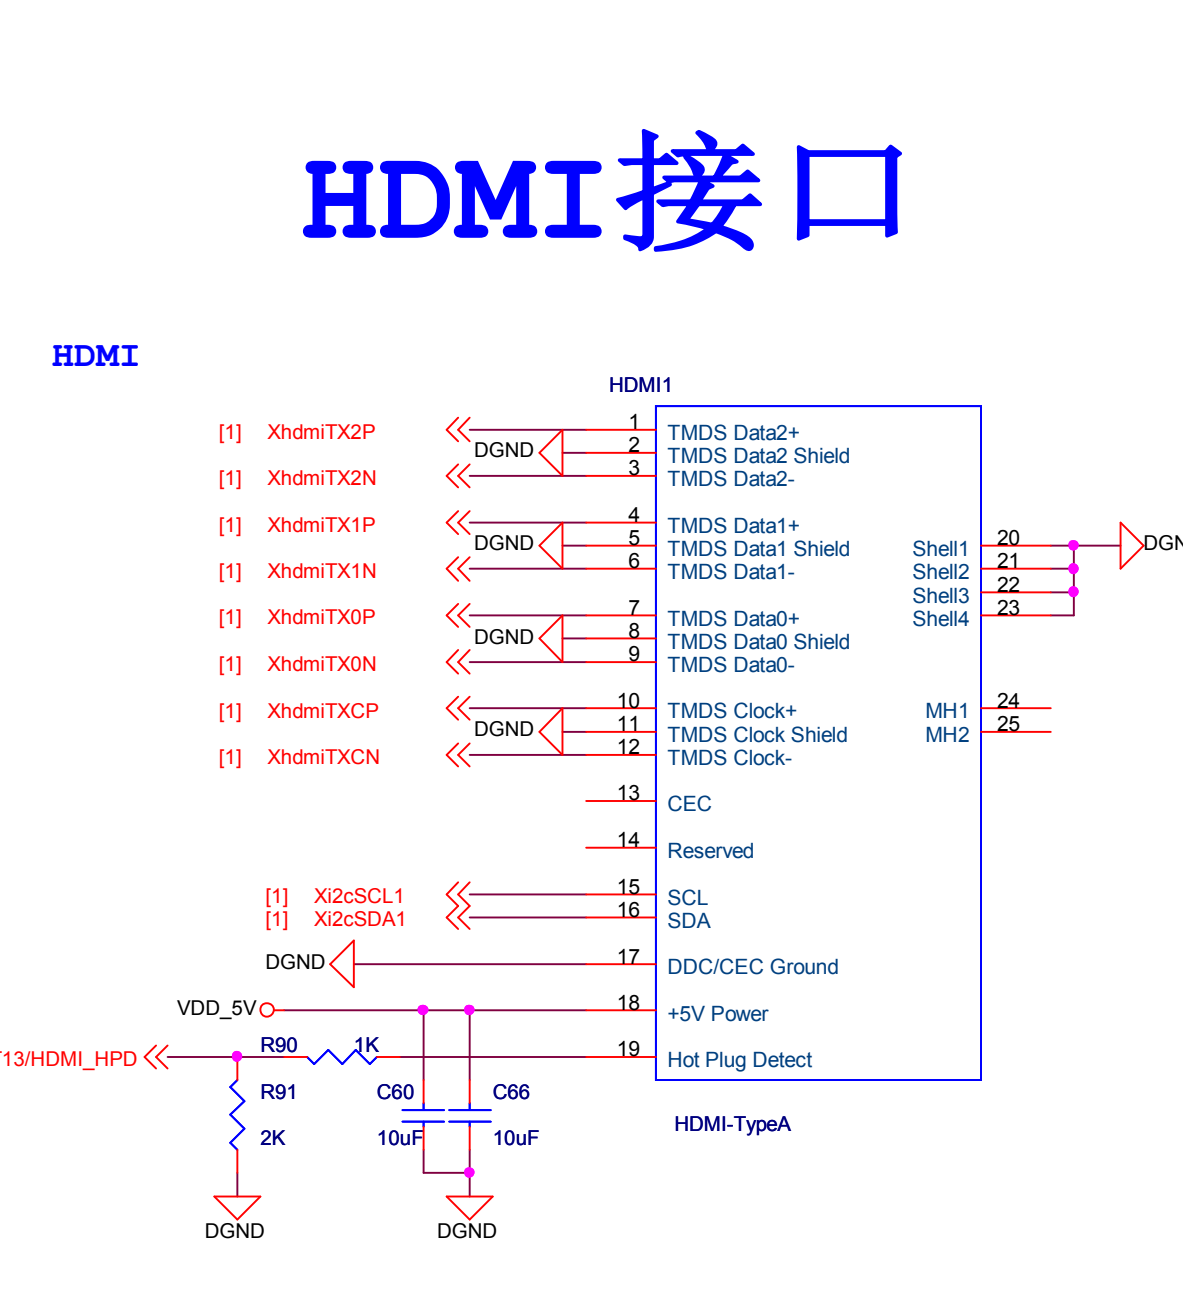 HDMI接口
HDMI
HDMI1
[1] XhdmiTX2P 1 TMDS Data2+
DGND 2 TMDS Data2 Shield
[1] XhdmiTX2N 3 TMDS Data2-
[1] XhdmiTX1P 4 TMDS Data1+
DGND 5 TMDS Data1 Shield Shell1 20 DGN
[1] XhdmiTX1N 6 TMDS Data1- Shell2 21
Shell3 22
[1] XhdmiTX0P 7 TMDS Data0+ Shell4 23
DGND 8 TMDS Data0 Shield
[1] XhdmiTX0N 9 TMDS Data0-
[1] XhdmiTXCP 10 TMDS Clock+ MH1 24
DGND 11 TMDS Clock Shield MH2 25
[1] XhdmiTXCN 12 TMDS Clock-
13 CEC
14 Reserved
[1] Xi2cSCL1 15 SCL
[1] Xi2cSDA1 16 SDA
DGND 17 DDC/CEC Ground
VDD_5V 18 +5V Power
13/HDMI_HPD R90 1K 19 Hot Plug Detect
R91 C60 C66
2K 10uF 10uF
HDMI-TypeA
DGND DGND